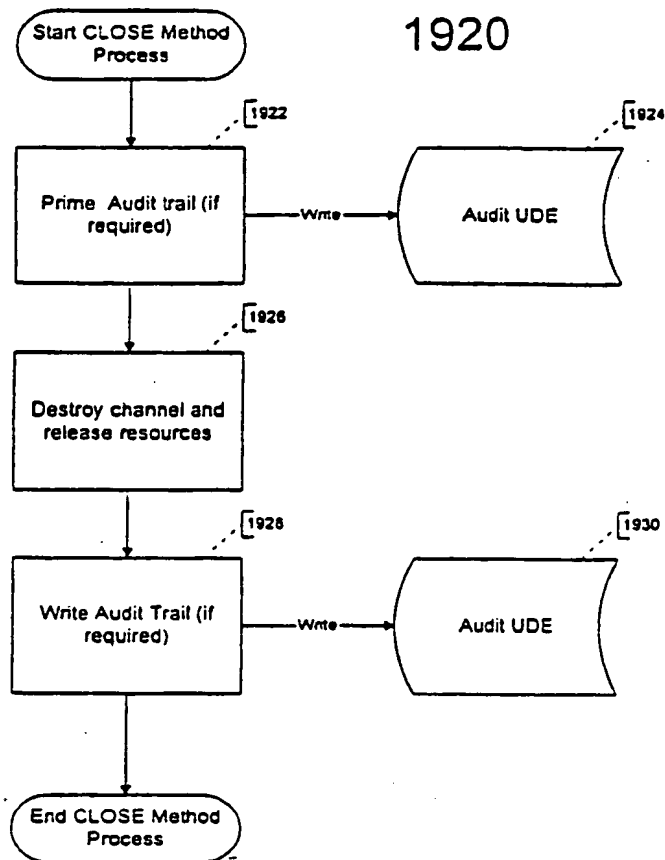 Start CLOSE Method
Process
1920
1922
1924
Prime Audit trail (if
required)
Write
Audit UDE
1926
Destroy channel and
release resources
1928
1930
Write Audit Trail (if
required)
Write
Audit UDE
End CLOSE Method
Process